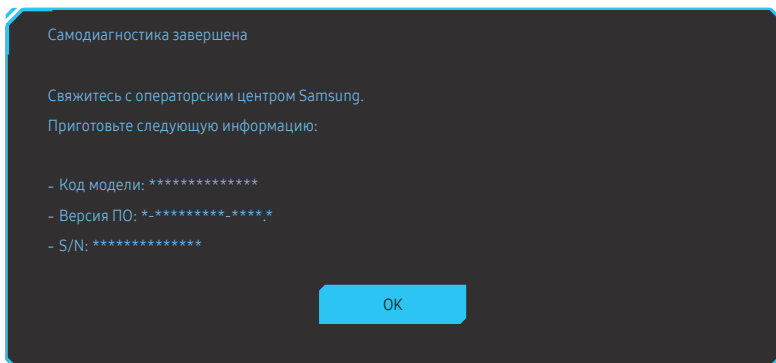 Самодиагностика завершена
Свяжитесь с операторским центром Samsung.
Приготовьте следующую информацию:
- Код модели: **************
- Версия ПО: *-*********-****.*
- S/N: **************
OK